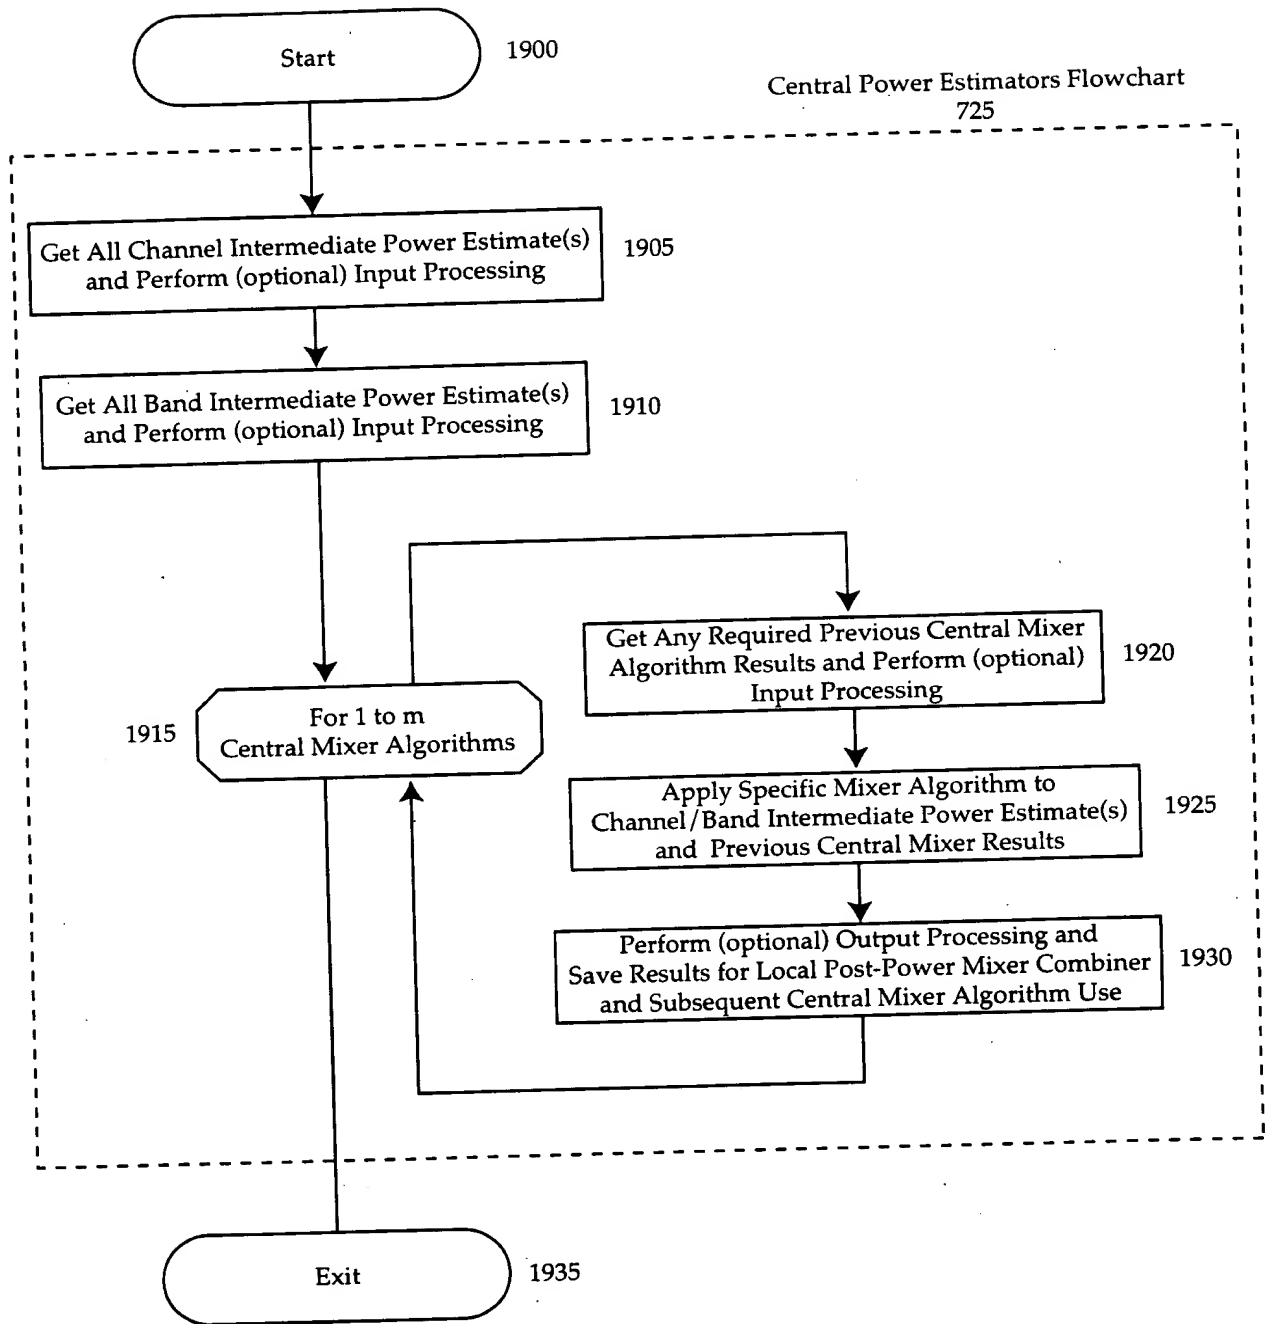 Start
1900
Central Power Estimators Flowchart
725
Get All Channel Intermediate Power Estimate(s)
and Perform (optional) Input Processing
1905
Get All Band Intermediate Power Estimate(s)
and Perform (optional) Input Processing
1910
1915
For 1 to m
Central Mixer Algorithms
Get Any Required Previous Central Mixer
Algorithm Results and Perform (optional)
Input Processing
1920
Apply Specific Mixer Algorithm to
Channel/Band Intermediate Power Estimate(s)
and Previous Central Mixer Results
1925
Perform (optional) Output Processing and
Save Results for Local Post-Power Mixer Combiner
and Subsequent Central Mixer Algorithm Use
1930
Exit
1935